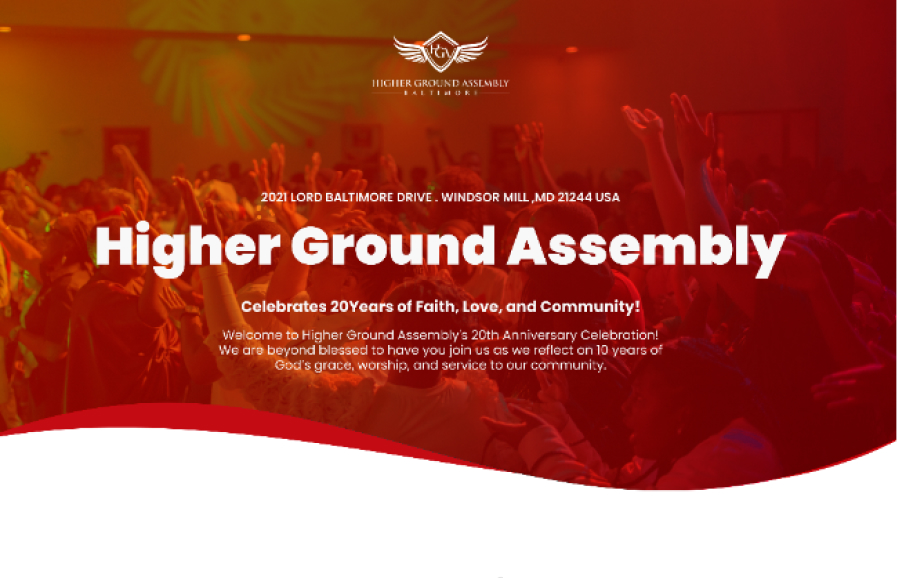 HIGHER GROUND ASSEMBLY
BALTIMORE
2021 LORD BALTIMORE DRIVE . WINDSOR MILL ,MD 21244 USA
Higher Ground Assembly
Celebrates 20Years of Faith, Love, and Community!
Welcome to Higher Ground Assembly's 20th Anniversary Celebration!
We are beyond blessed to have you join us as we reflect on 10 years of
God's grace, worship, and service to our community.